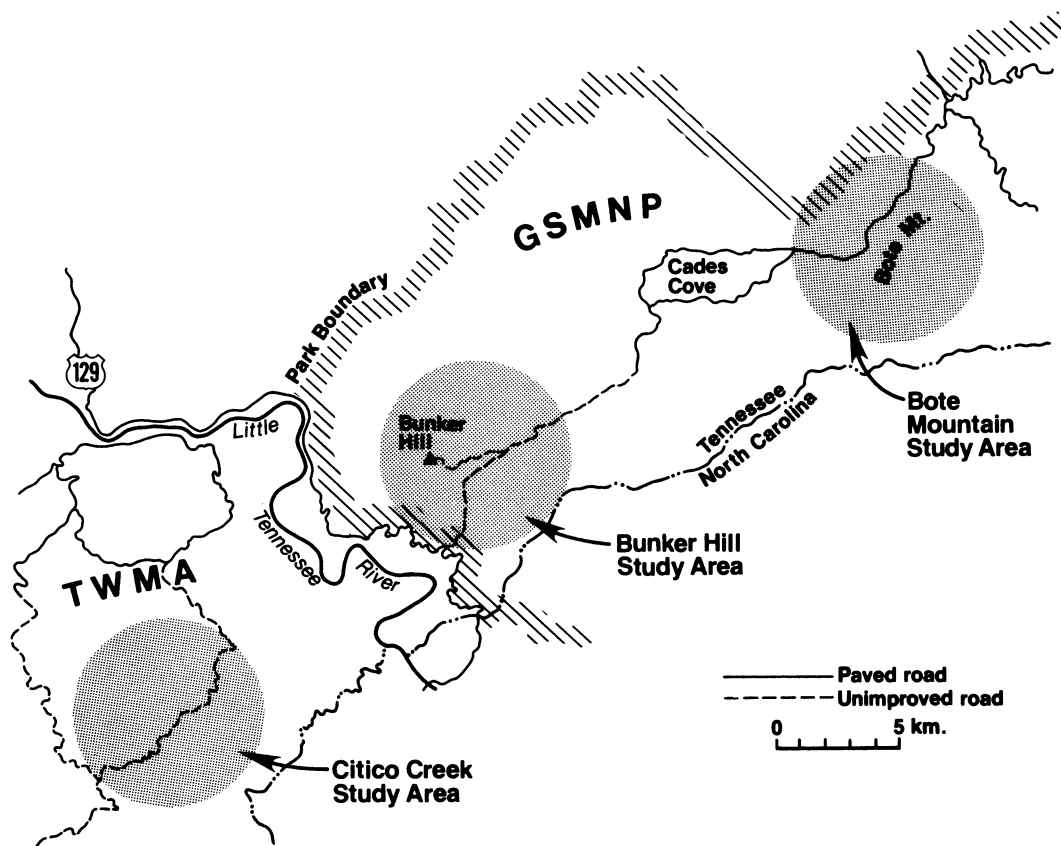 GSMNP
Bote Mt.
Cades
Cove
Park Boundary
129
Little
Tennessee
River
Bunker
Hill
Tennessee
North Carolina
Bote
Mountain
Study Area
Bunker Hill
Study Area
TWMA
Paved road
Unimproved road
0 5 km.
Citico Creek
Study Area